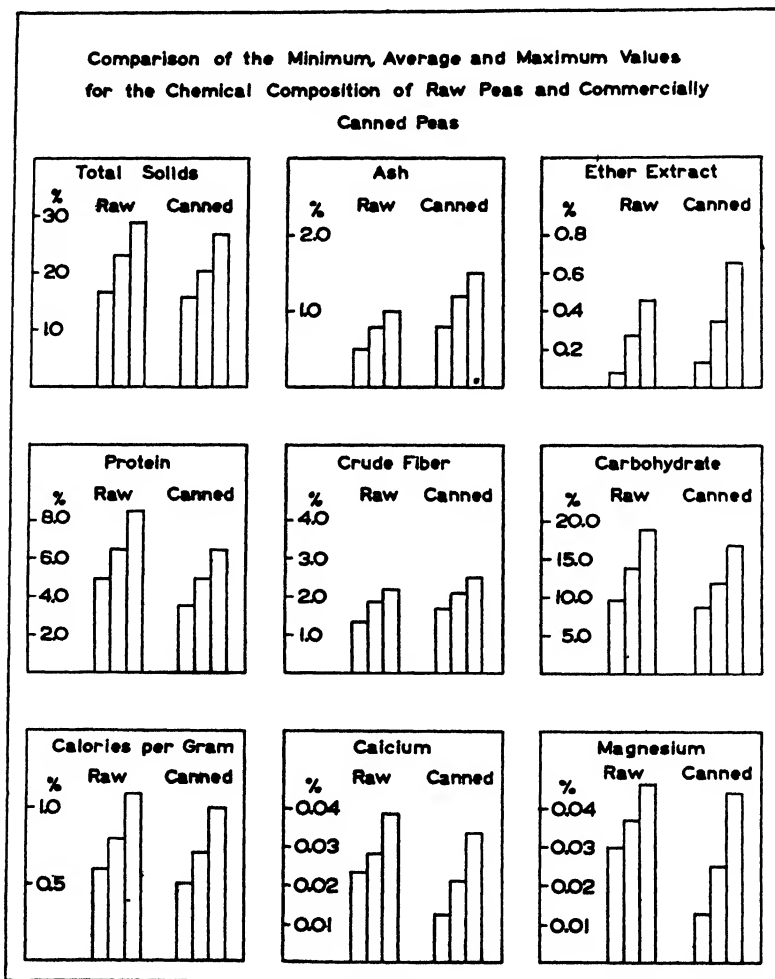 Comparison of the Minimum, Average and Maximum Values
for the Chemical Composition of Raw Peas and Commercially
Canned Peas
Total Solids
%
Raw Canned
30
20
10
Ash
%
Raw Canned
2.0
1.0
Ether Extract
%
Raw Canned
0.8
0.6
0.4
0.2
Protein
%
Raw Canned
8.0
6.0
4.0
2.0
Crude Fiber
%
Raw Canned
4.0
3.0
2.0
1.0
Carbohydrate
%
Raw Canned
20.0
15.0
10.0
5.0
Calories per Gram
%
Raw Canned
1.0
0.5
Calcium
%
Raw Canned
0.04
0.03
0.02
0.01
Magnesium
%
Raw Canned
0.04
0.03
0.02
0.01